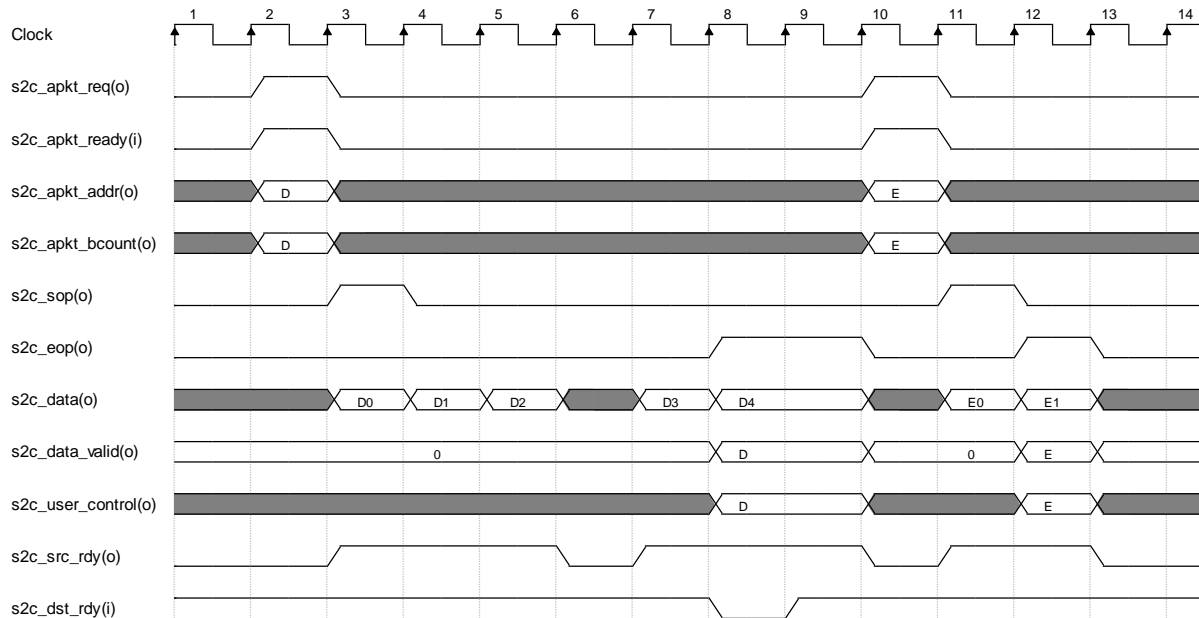 1 2 3 4 5 6 7 8 9 10 11 12 13 14
Clock
s2c_apkt_req(o)
s2c_apkt_ready(i)
s2c_apkt_addr(o) D E
s2c_apkt_bcount(o) D E
s2c_sop(o)
s2c_eop(o)
s2c_data(o) D0 D1 D2 D3 D4 E0 E1
s2c_data_valid(o) 0 D 0 E
s2c_user_control(o) D E
s2c_src_rdy(o)
s2c_dst_rdy(i)